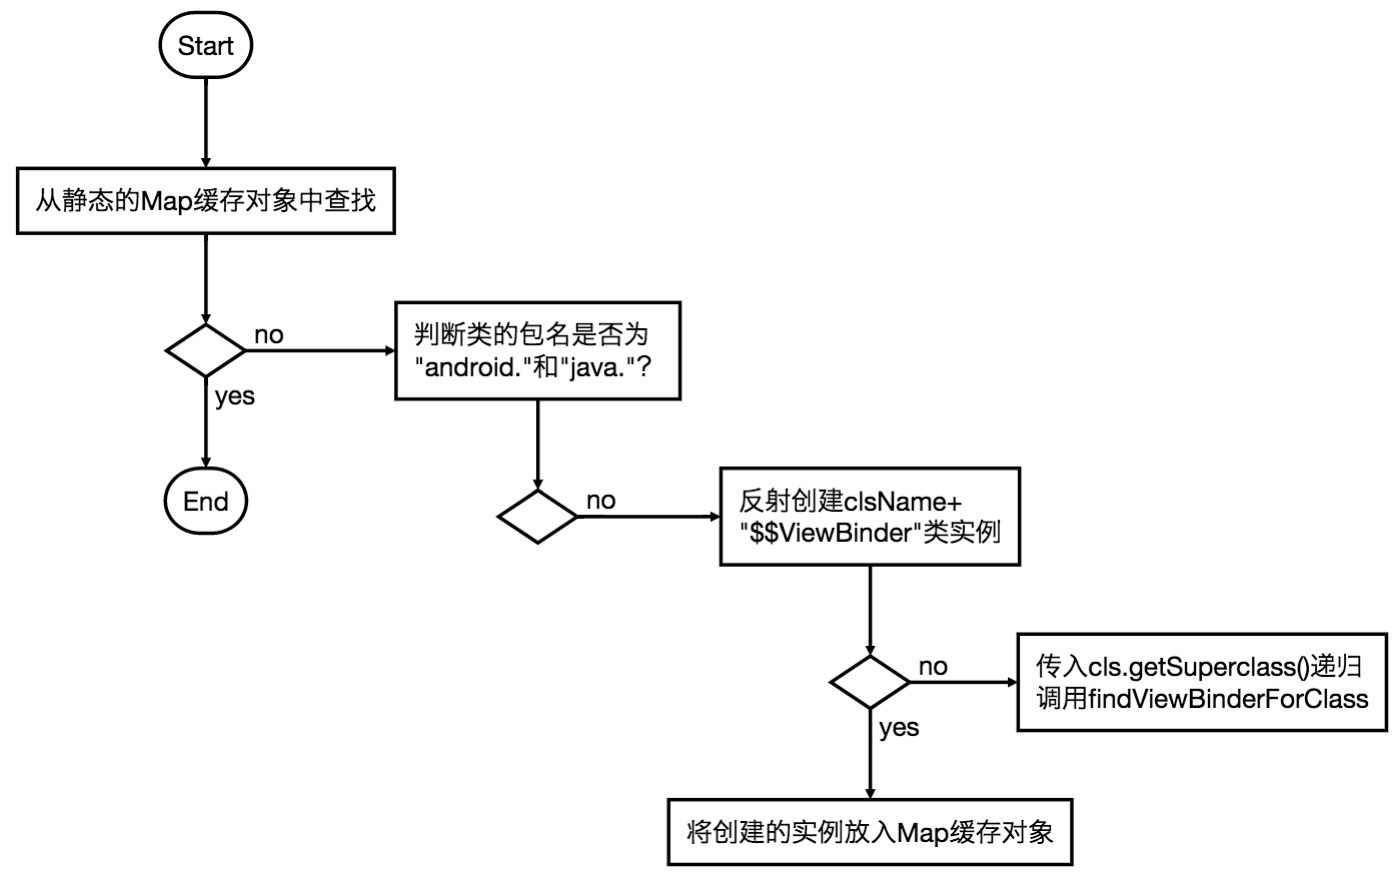 Start
从静态的Map缓存对象中查找
no
判断类的包名是否为
"android."和"java."？
yes
End
no
反射创建clsName+
"$$ViewBinder"类实例
no
传入cls.getSuperclass()递归
调用findViewBinderForClass
yes
将创建的实例放入Map缓存对象